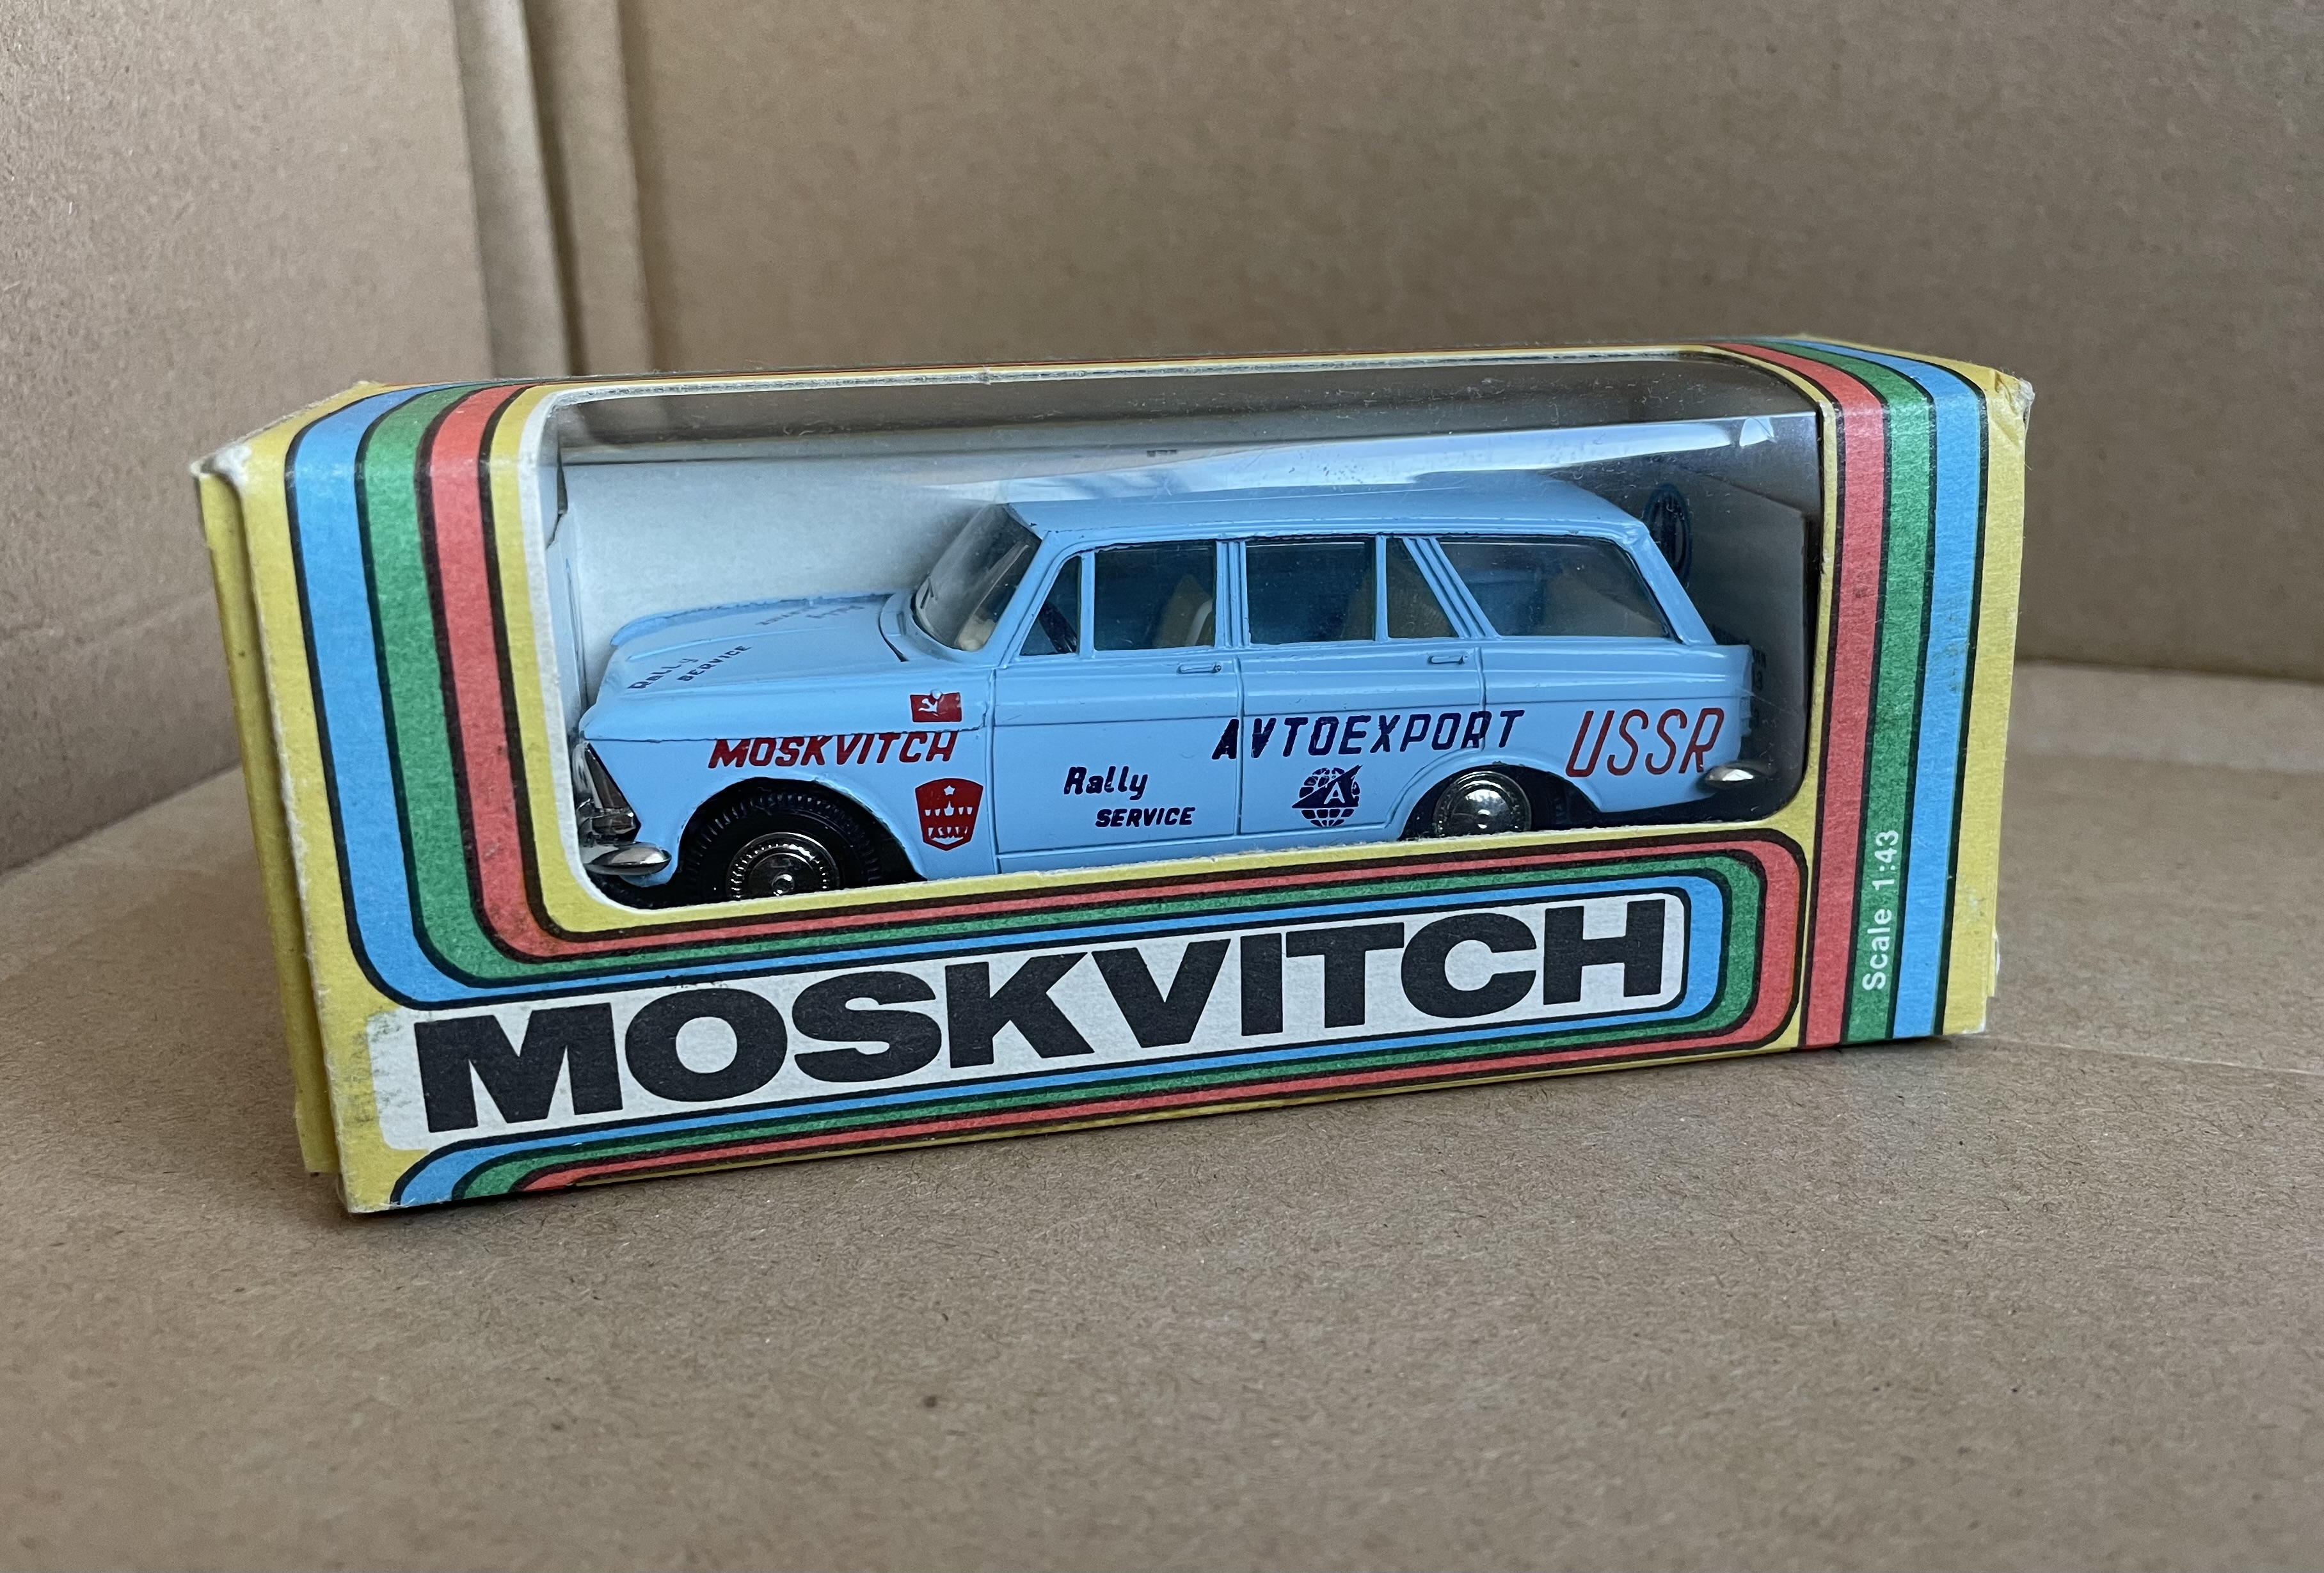 Rally
SERVICE
MOSKVITCH
Rally
SERVICE
AVTOEXPORT
A
USSR
MOSKVITCH
Scale 1:43